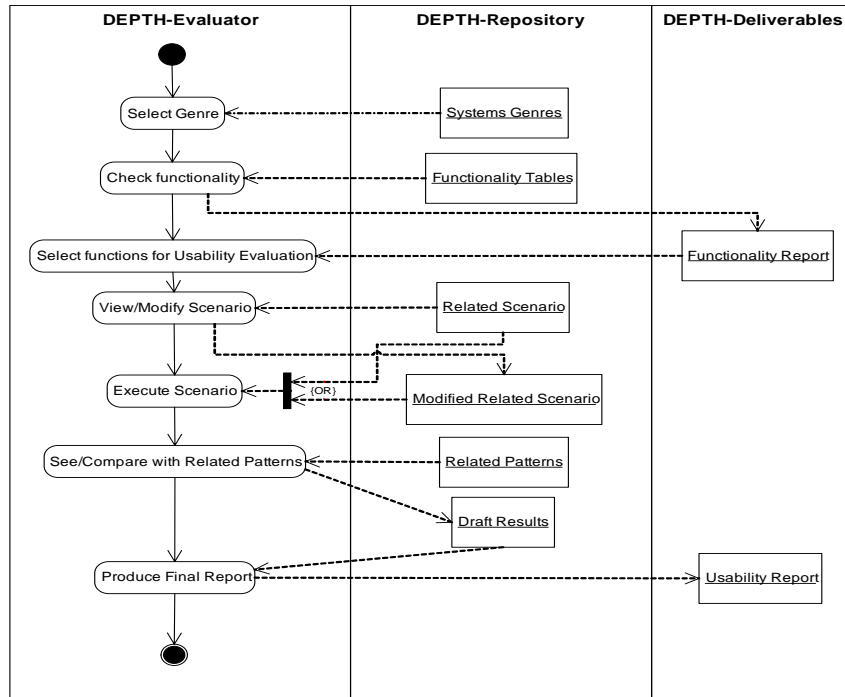 DEPTH-Evaluator
DEPTH-Repository
DEPTH-Deliverables
Select Genre
Systems Genres
Check functionality
Functionality Tables
Select functions for Usability Evaluation
Functionality Report
View/Modify Scenario
Related Scenario
Execute Scenario
{OR}
Modified Related Scenario
See/Compare with Related Patterns
Related Patterns
Draft Results
Produce Final Report
Usability Report